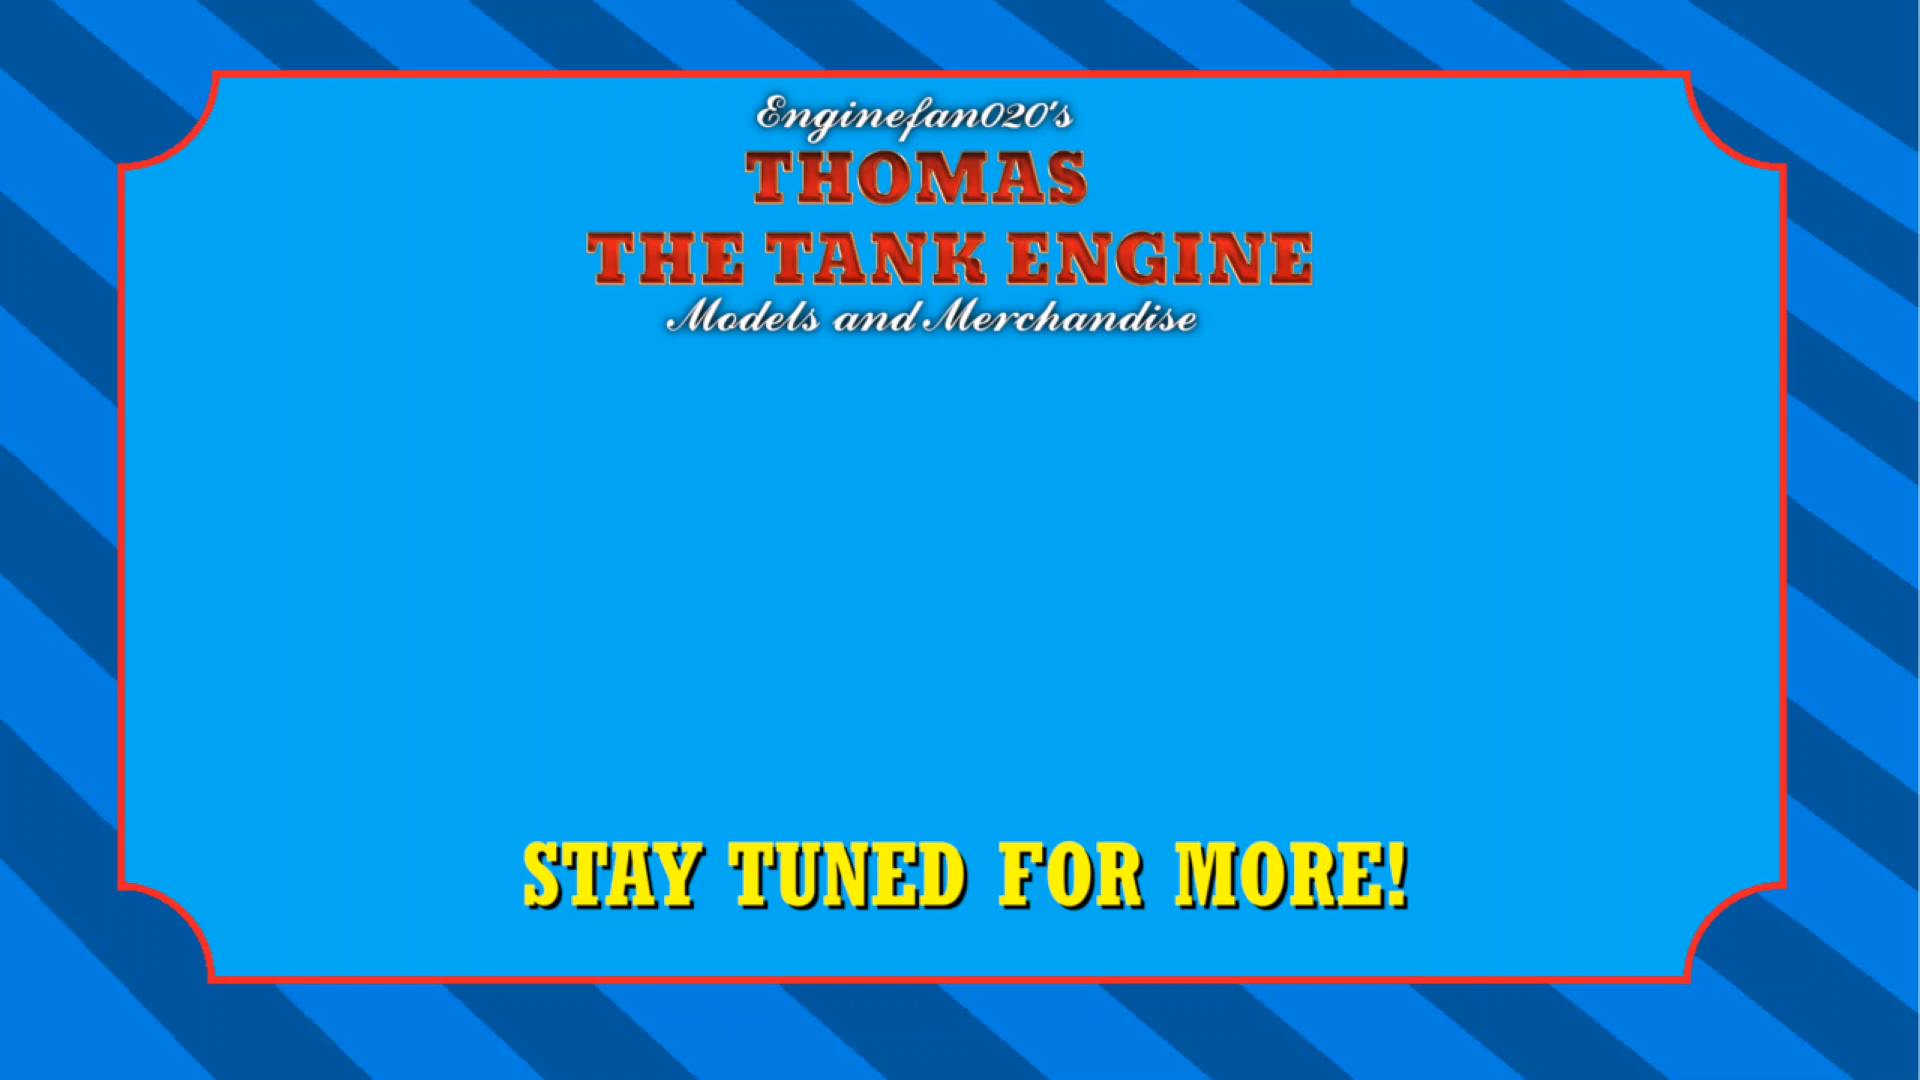 Enginefan020's
THOMAS
THE TANK ENGINE
Models and Merchandise
STAY TUNED FOR MORE!